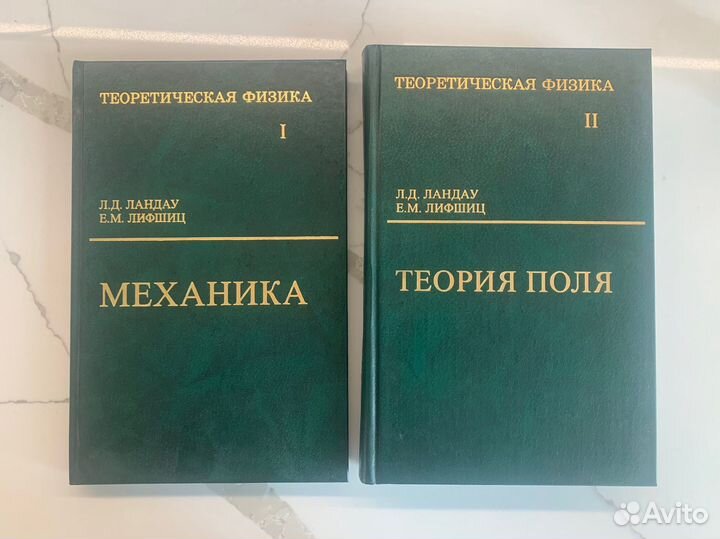 ТЕОРЕТИЧЕСКАЯ ФИЗИКА
I
Л.Д. ЛАНДАУ
Е.М. ЛИФШИЦ
МЕХАНИКА
ТЕОРЕТИЧЕСКАЯ ФИЗИКА
II
Л.Д. ЛАНДАУ
Е.М. ЛИФШИЦ
ТЕОРИЯ ПОЛЯ
Avito